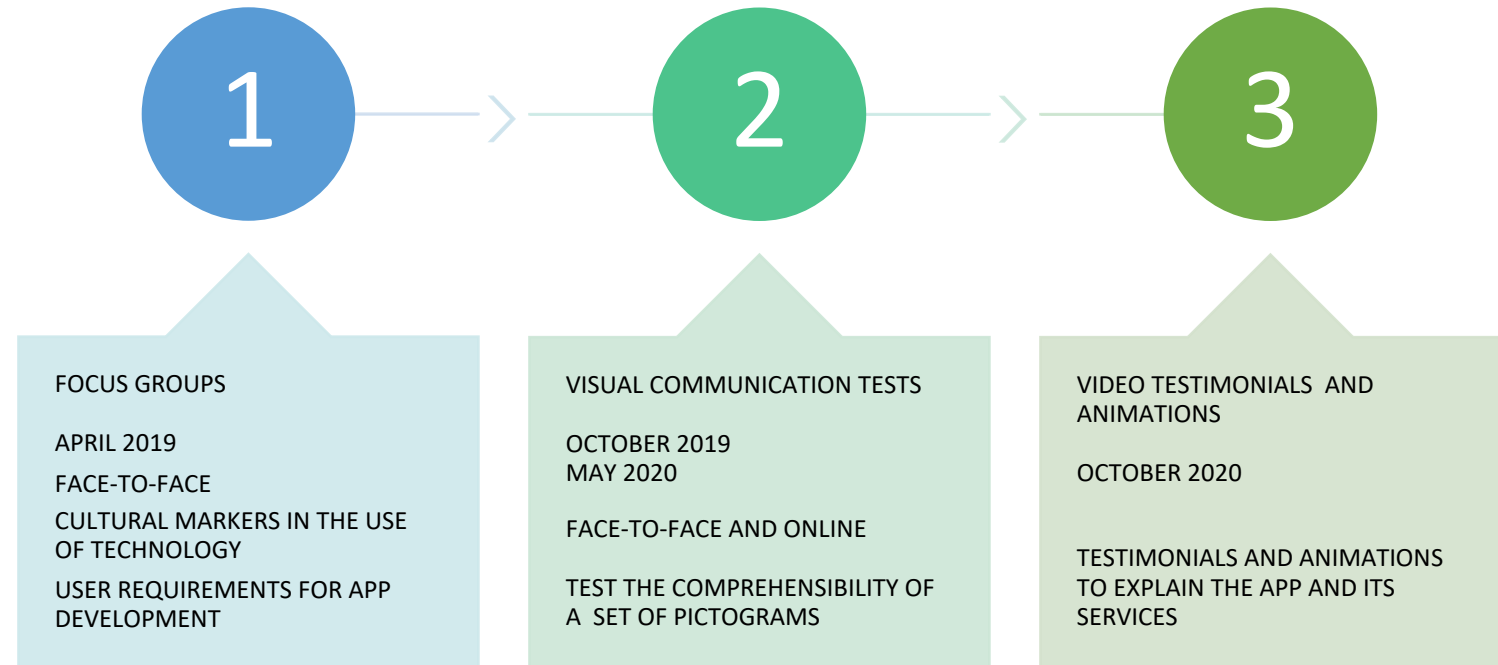 1
FOCUS GROUPS
APRIL 2019
FACE-TO-FACE
CULTURAL MARKERS IN THE USE
OF TECHNOLOGY
USER REQUIREMENTS FOR APP
DEVELOPMENT
2
VISUAL COMMUNICATION TESTS
OCTOBER 2019
MAY 2020
FACE-TO-FACE AND ONLINE
TEST THE COMPREHENSIBILITY OF
A SET OF PICTOGRAMS
3
VIDEO TESTIMONIALS AND
ANIMATIONS
OCTOBER 2020
TESTIMONIALS AND ANIMATIONS
TO EXPLAIN THE APP AND ITS
SERVICES